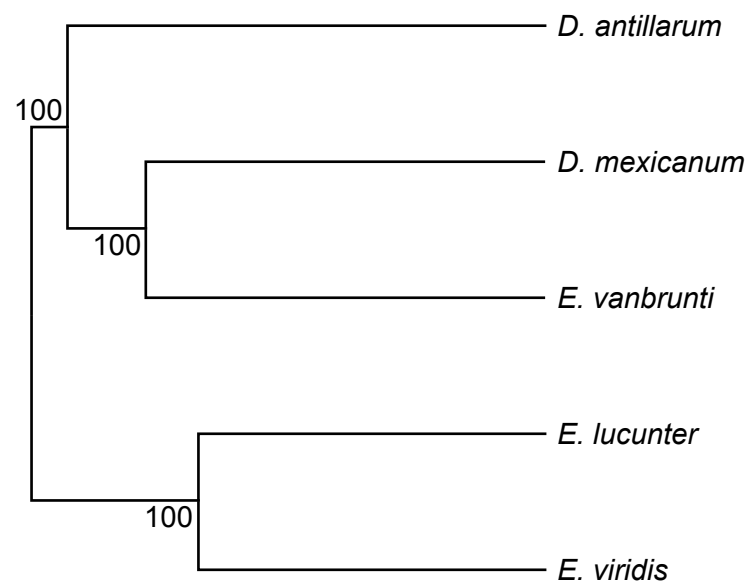 D. antillarum
100
D. mexicanum
100
E. vanbrunti
E. lucunter
100
E. viridis